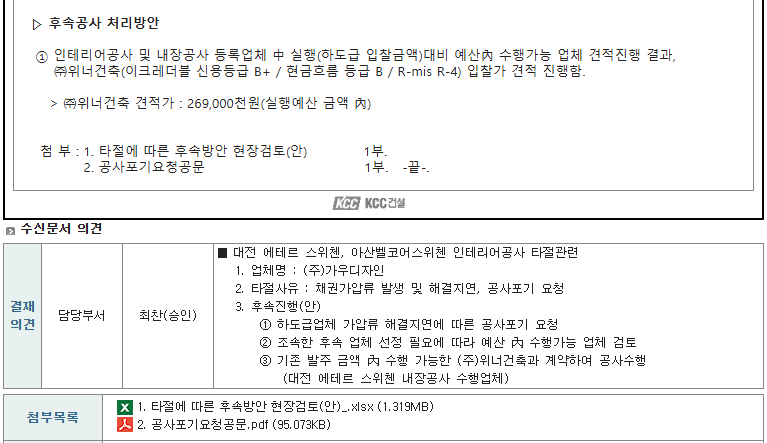 ▷ 후속공사 처리방안
① 인테리어공사 및 내장공사 등록업체 中 실행(하도급 입찰금액)대비 예산內 수행가능 업체 견적진행 결과,
㈜위너건축(이크레더블 신용등급 B+ / 현금흐름 등급 B / R-mis R-4) 입찰가 견적 진행함.
> ㈜위너건축 견적가 : 269,000천원(실행예산 금액 內)
첨 부 : 1. 타절에 따른 후속방안 현장검토(안) 1부.
2. 공사포기요청공문 1부. -끝-.
KCC KCC건설
수신문서 의견
결재 의견
담당부서
최찬(승인)
■ 대전 에테르 스위첸, 아산벨코어스위첸 인테리어공사 타절관련
1. 업체명 : (주)가우디자인
2. 타절사유 : 채권가압류 발생 및 해결지연, 공사포기 요청
3. 후속진행(안)
① 하도급업체 가압류 해결지연에 따른 공사포기 요청
② 조속한 후속 업체 선정 필요에 따라 예산 內 수행가능 업체 검토
③ 기존 발주 금액 內 수행 가능한 (주)위너건축과 계약하여 공사수행
(대전 에테르 스위첸 내장공사 수행업체)
첨부목록
1. 타절에 따른 후속방안 현장검토(안)_.xlsx (1.319MB)
2. 공사포기요청공문.pdf (95.073KB)